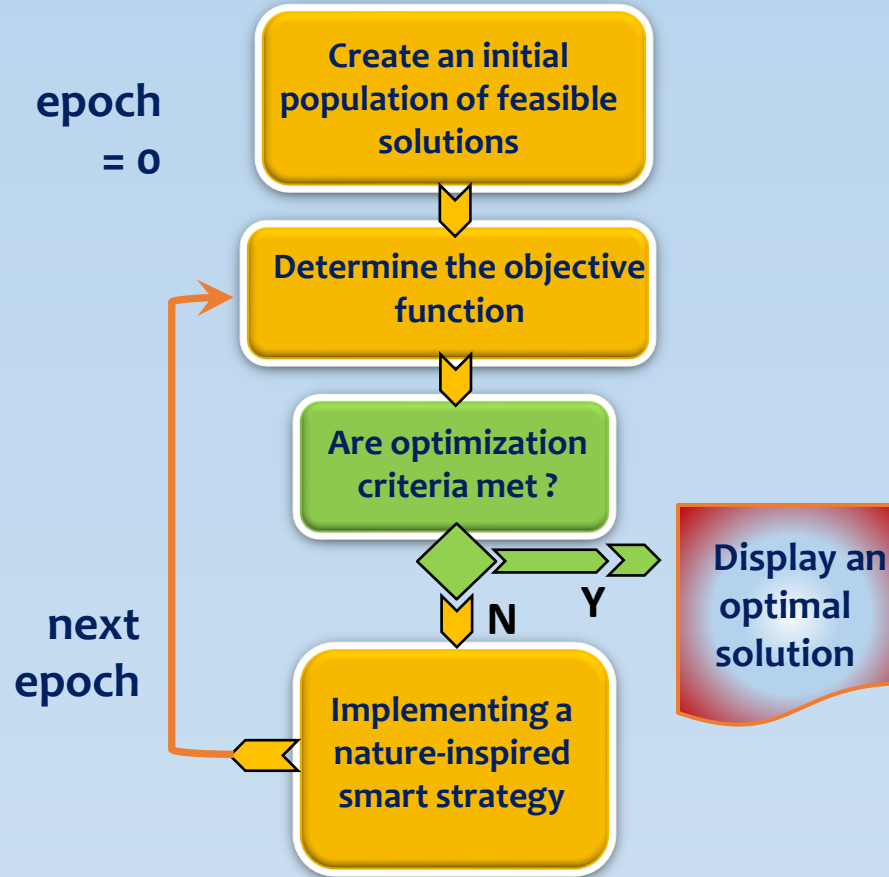 Create an initial
population of feasible
solutions
epoch
= 0
Determine the objective
function
Are optimization
criteria met ?
N
Y
Display an
optimal
solution
next
epoch
Implementing a
nature-inspired
smart strategy